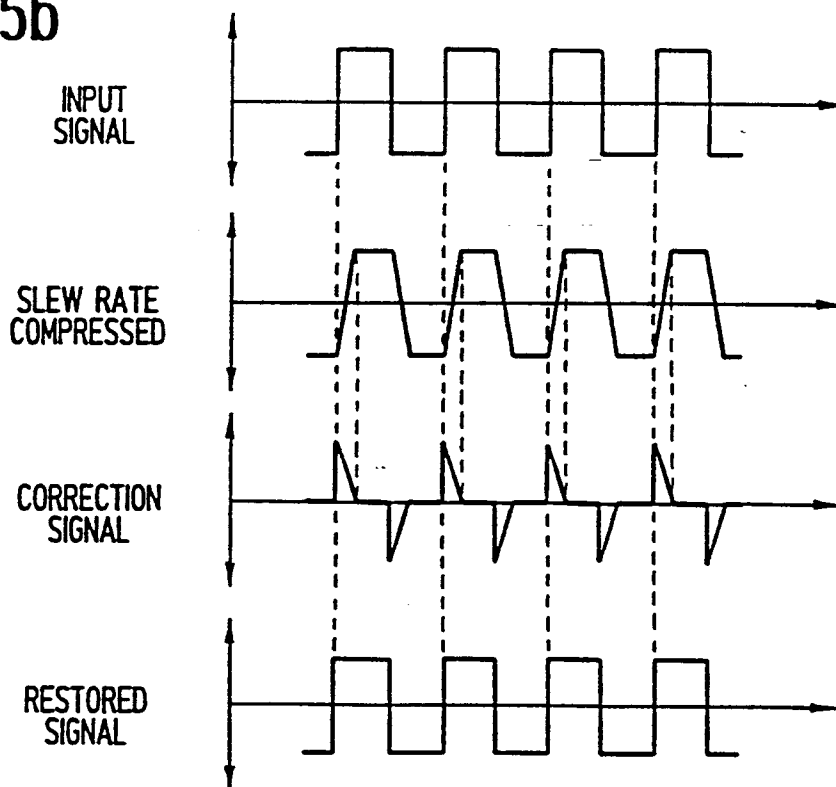 5b
INPUT
SIGNAL
SLEW RATE
COMPRESSED
CORRECTION
SIGNAL
RESTORED
SIGNAL